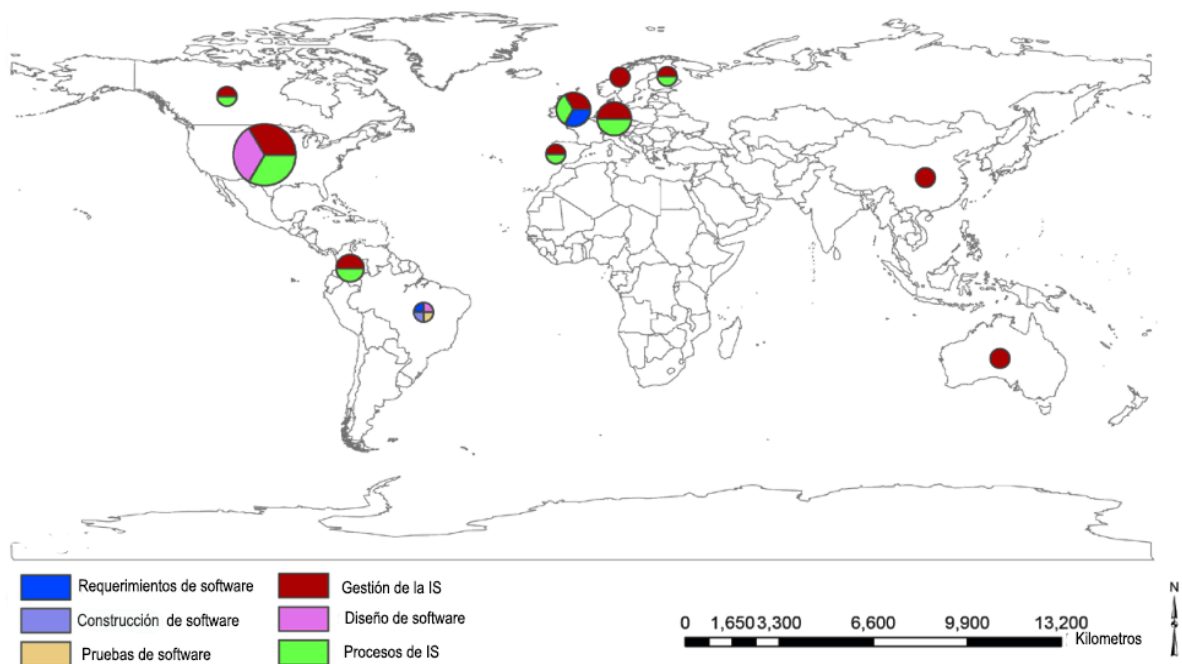 Requerimientos de software
Construcción de software
Pruebas de software
Gestión de la IS
Diseño de software
Procesos de IS
0 1,650 3,300 6,600 9,900 13,200
Kilometros
N